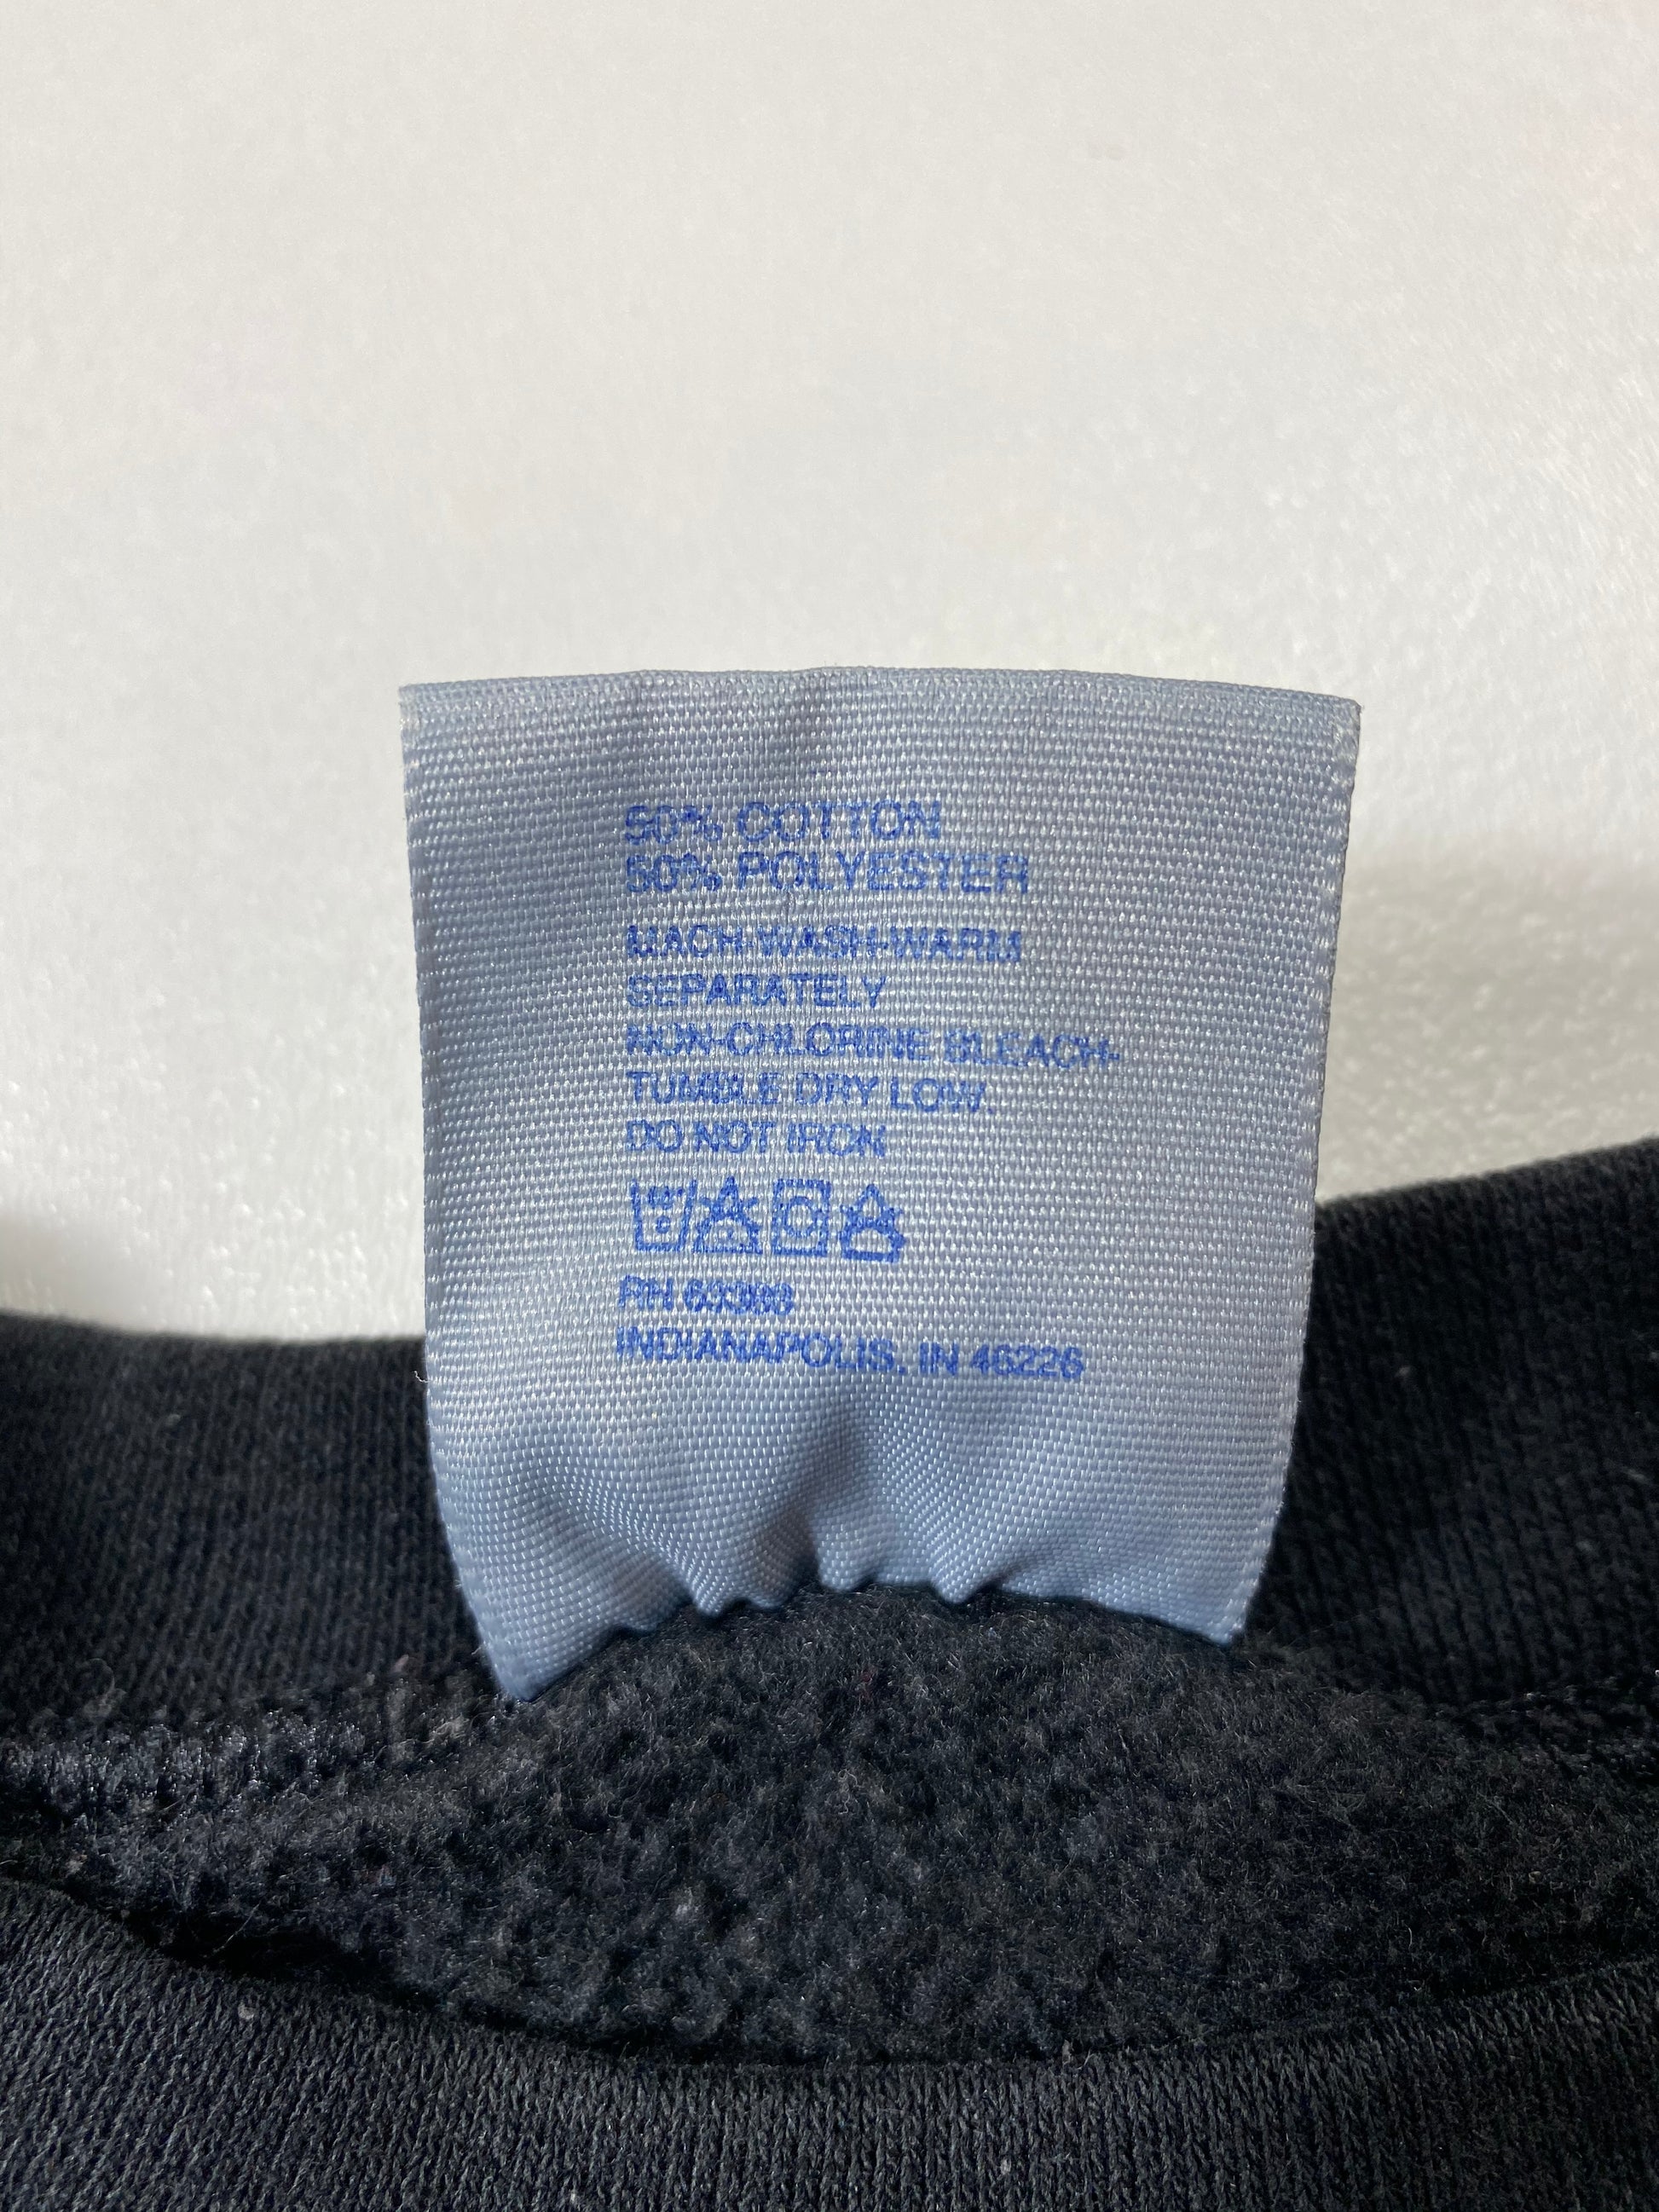 50% COTTON
50% POLYESTER
MACH-WASH-WARM
SEPARATELY
NON-CHLORINE BLEACH-
TUMBLE DRY LOW.
DO NOT IRON
INDIANAPOLIS, IN 46226